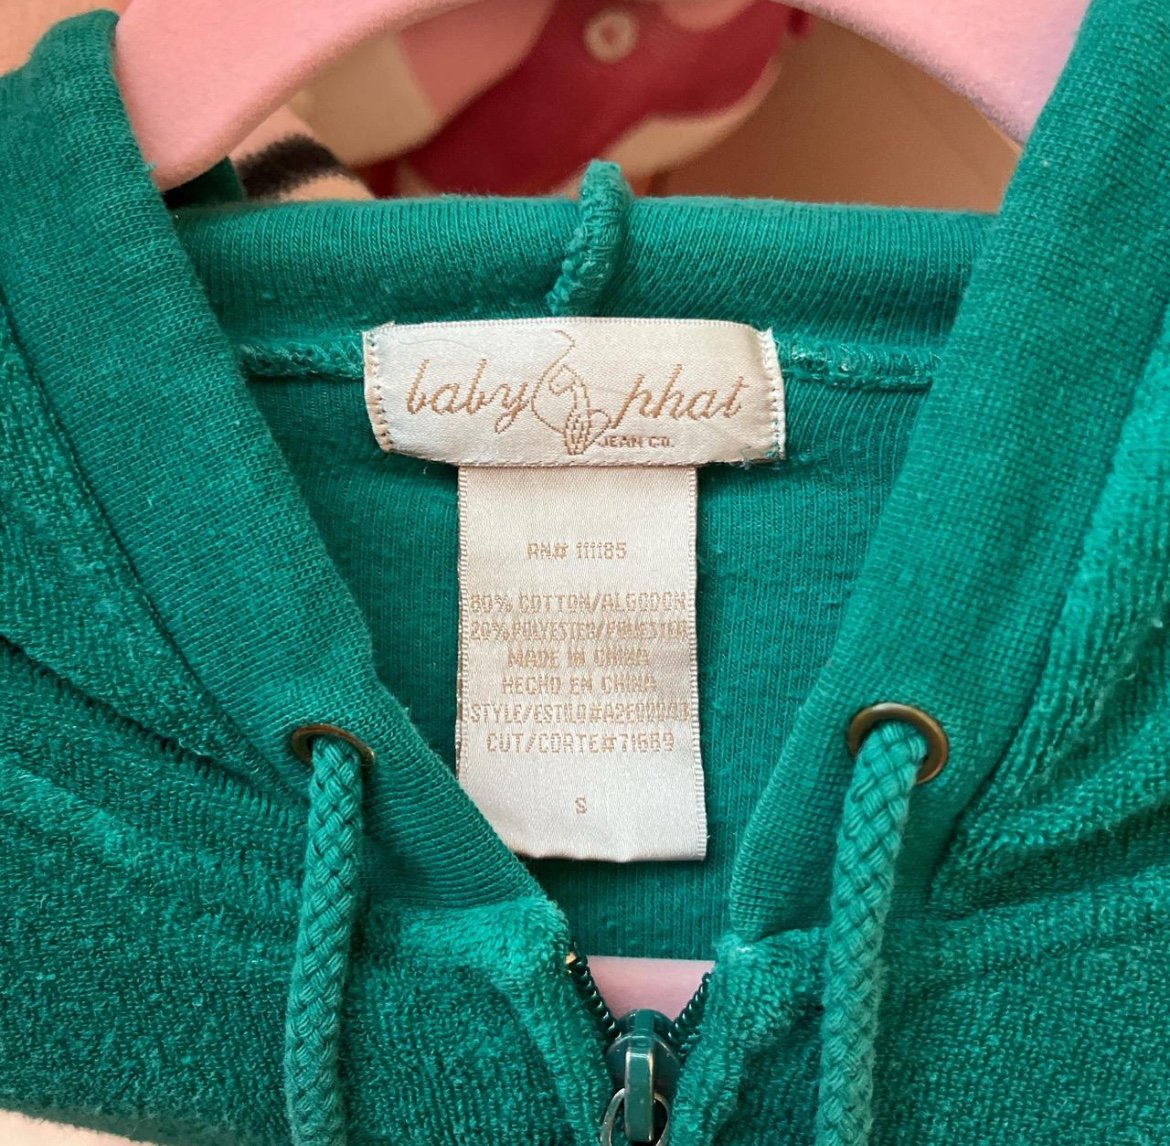 baby phat
JEAN CO.
RN# 111185
80% COTTON/ALGODON
20% POLYESTER/POLIESTER
MADE IN CHINA
HECHO EN CHINA
CUT/CORTE#71689
S